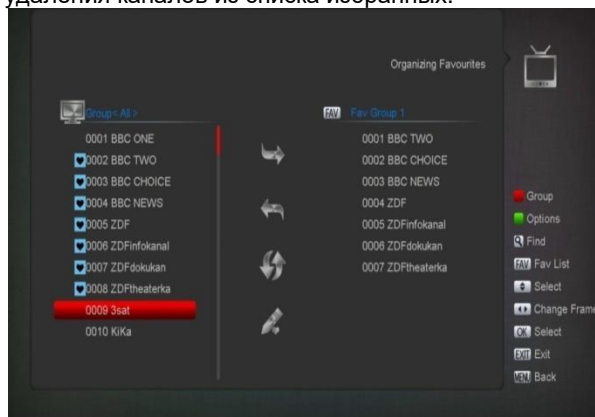 удаления каналов из списка избранных.
Organizing Favourites
Group< All >
0001 BBC ONE
0002 BBC TWO
0003 BBC CHOICE
0004 BBC NEWS
0005 ZDF
0006 ZDFinfokanal
0007 ZDFdokukan
0008 ZDFtheaterka
0009 3sat
0010 KiKa
FAV Fav Group 1
0001 BBC TWO
0002 BBC CHOICE
0003 BBC NEWS
0004 ZDF
0005 ZDFinfokanal
0006 ZDFdokukan
0007 ZDFtheaterka
Group
Options
Find
FAV Fav List
Select
Change Frame
OK Select
EXIT Exit
MENU Back